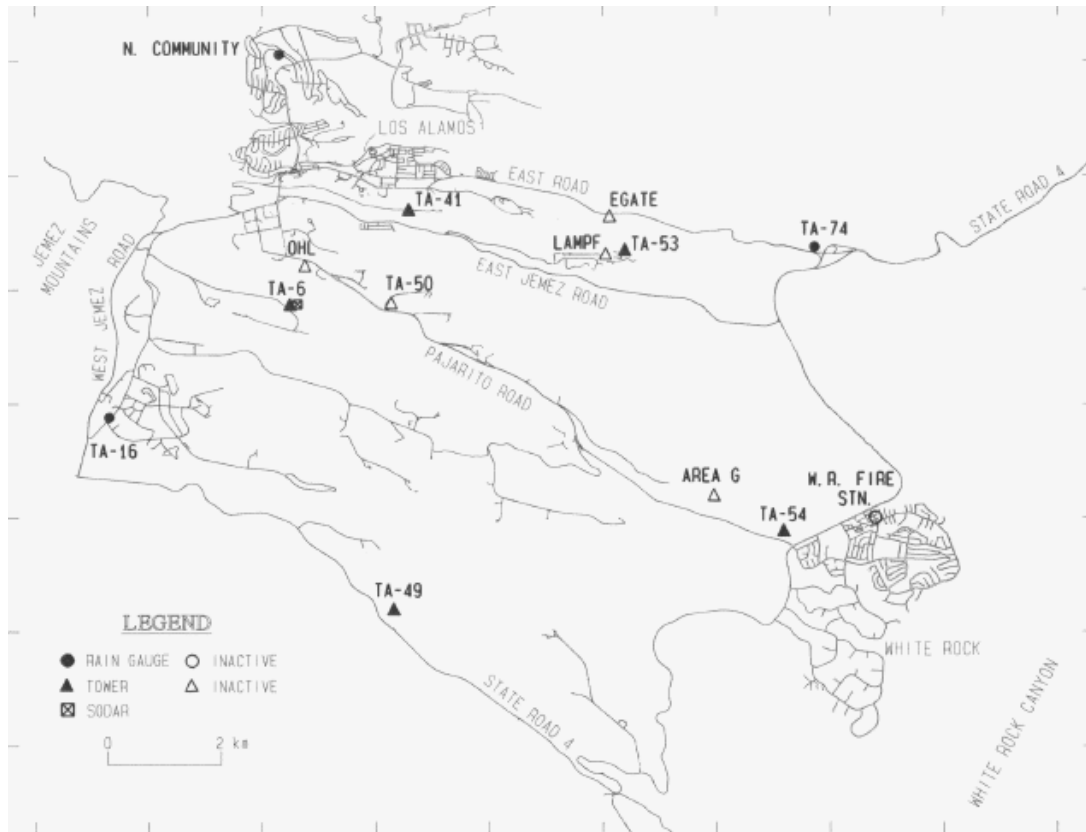 N. COMMUNITY
LOS ALAMOS
EAST ROAD
STATE ROAD 4
TA-41
EGATE
TA-74
JEMEZ
MOUNTAINS
WEST JEMEZ ROAD
OHL
LAMPF
TA-53
EAST JEMEZ ROAD
TA-6
TA-50
PAJARITO ROAD
TA-16
AREA G
W.R. FIRE
STN.
TA-54
TA-49
LEGEND
RAIN GAUGE INACTIVE
TOWER INACTIVE
SODAR
0 2 km
STATE ROAD 4
WHITE ROCK
WHITE ROCK CANYON